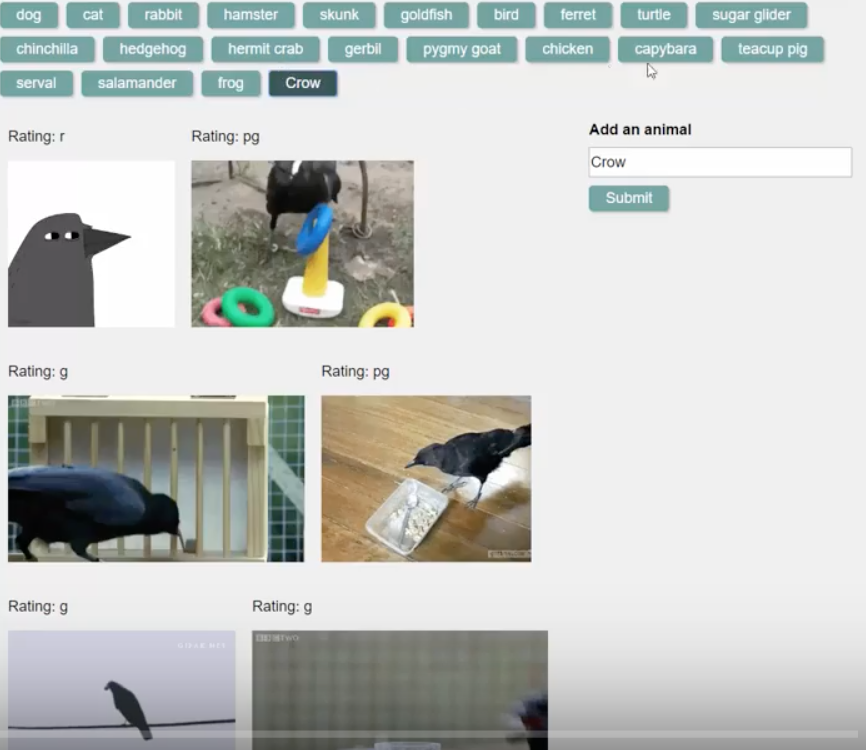 dog cat rabbit hamster skunk goldfish bird ferret turtle sugar glider
chinchilla hedgehog hermit crab gerbil pygmy goat chicken capybara teacup pig
serval salamander frog Crow
Rating: r Rating: pg
Add an animal
Crow
Submit
Rating: g Rating: pg
Rating: g Rating: g
TWO